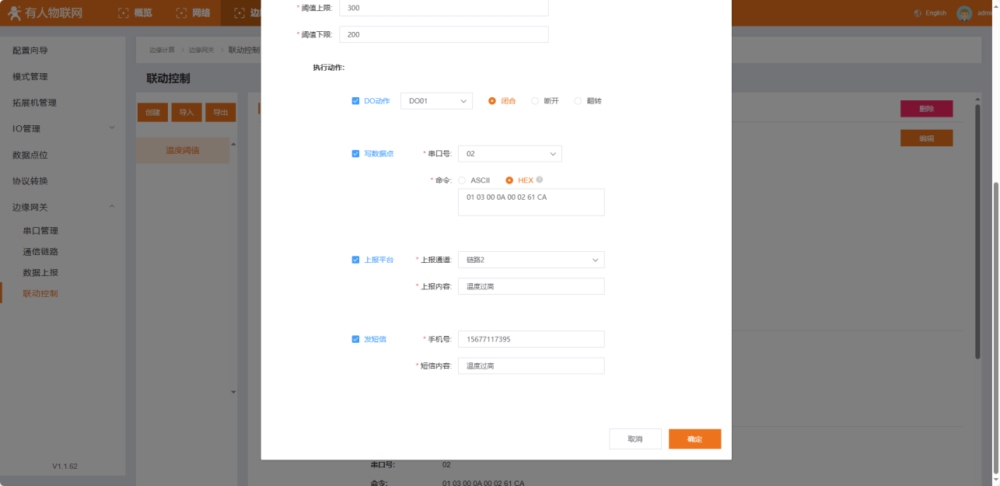 有人物联网 概览 网络 边 English admi
* 阈值上限: 300
* 阈值下限: 200
配置向导
模式管理
拓展机管理
IO管理
数据点位
协议转换
边缘网关
串口管理
通信链路
数据上报
联动控制
V1.1.62
边缘计算 > 边缘网关 > 联动控制
联动控制
创建 导入 导出
温度阈值
删除
编辑
执行动作:
DO动作 DO01 闭合 断开 翻转
写数据点 * 串口号: 02
* 命令: ASCII HEX
01 03 00 0A 00 02 61 CA
上报平台 * 上报通道: 链路2
* 上报内容: 温度过高
发短信 * 手机号: 15677117395
* 短信内容: 温度过高
取消 确定
串口号: 02
命令: 01 03 00 0A 00 02 61 CA